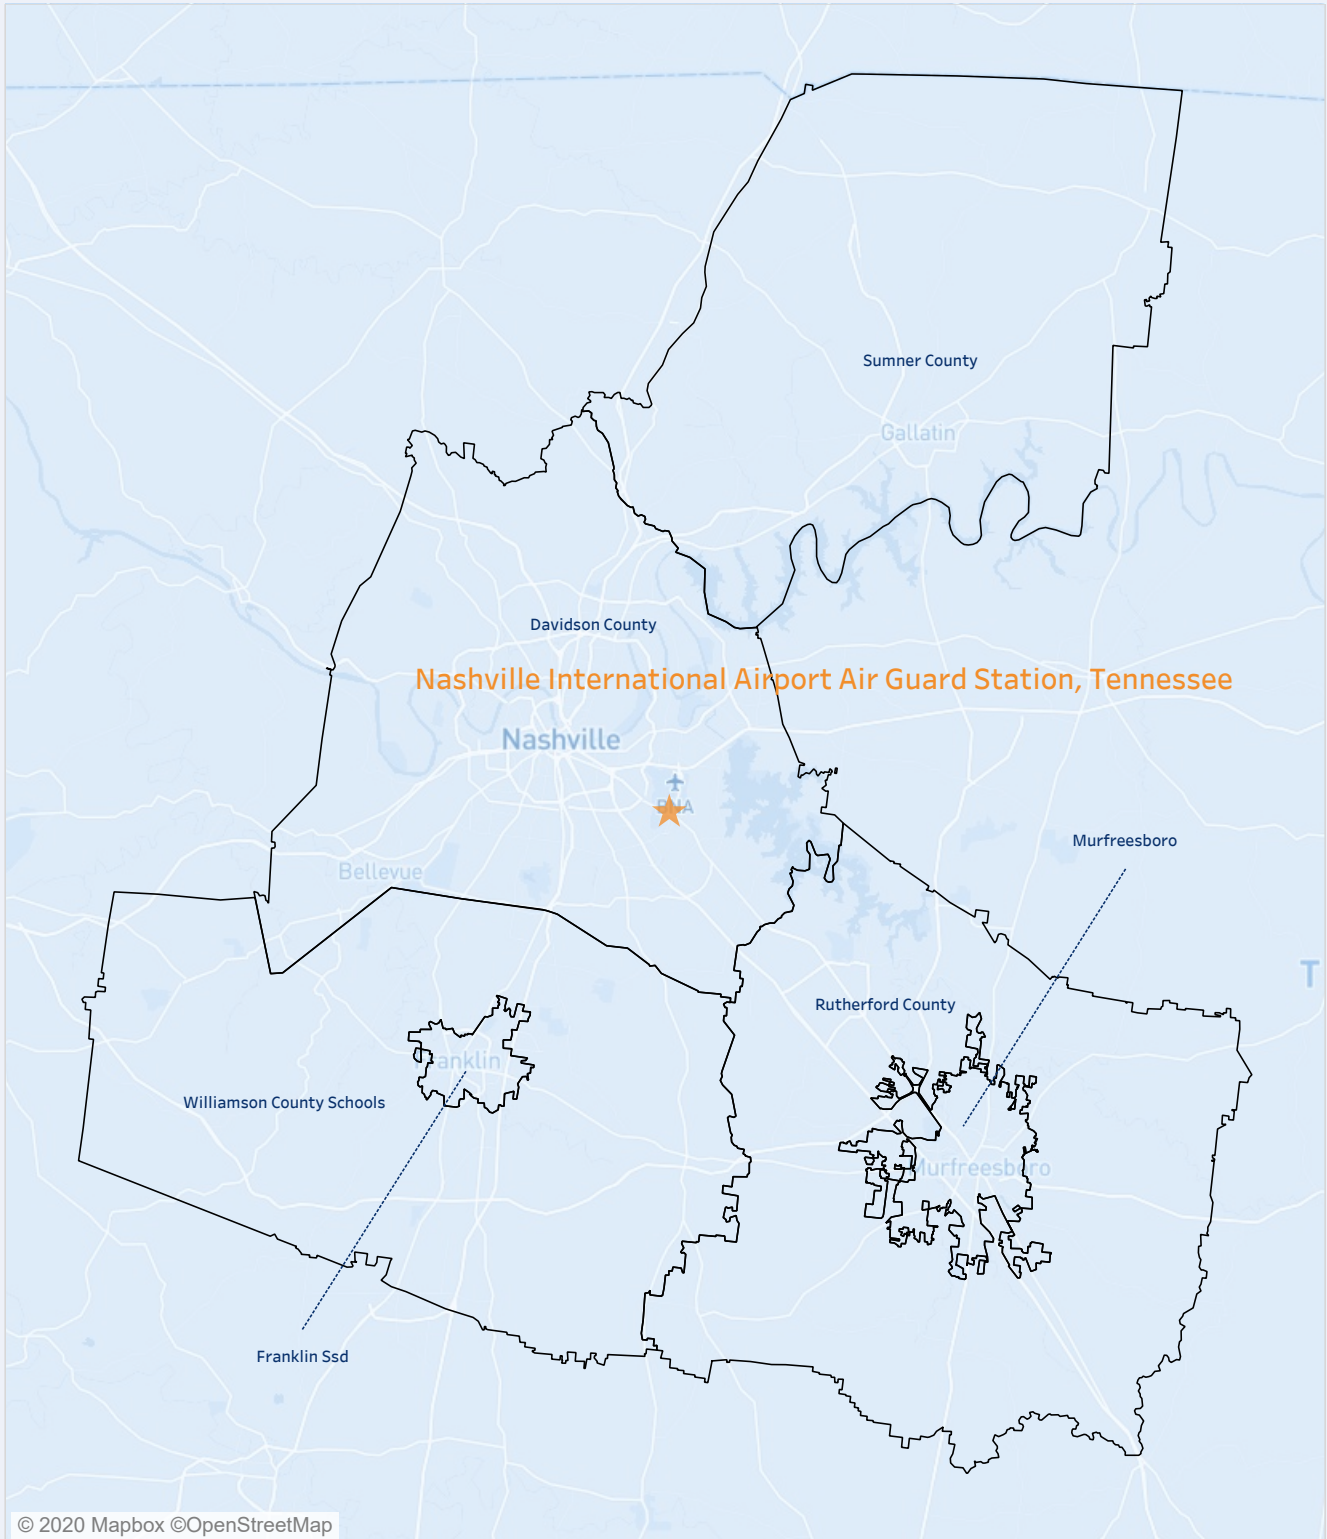 Sumner County
Gallatin
Davidson County
Nashville International Airport Air Guard Station, Tennessee
Nashville
BNA
Murfreesboro
Bellevue
T
Rutherford County
Franklin
Williamson County Schools
Murfreesboro
Franklin Ssd
© 2020 Mapbox ©OpenStreetMap